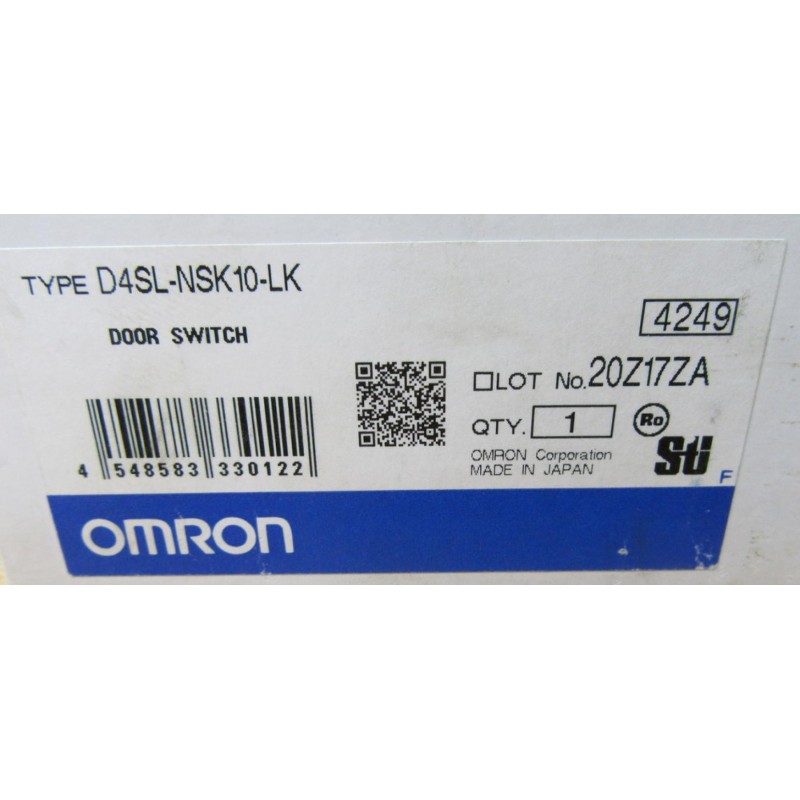 TYPE D4SL-NSK10-LK
DOOR SWITCH
4249
LOT No. 20Z17ZA
QTY. 1 Ro
OMRON Corporation
MADE IN JAPAN
Sti
F
4 548583 330122
OMRON